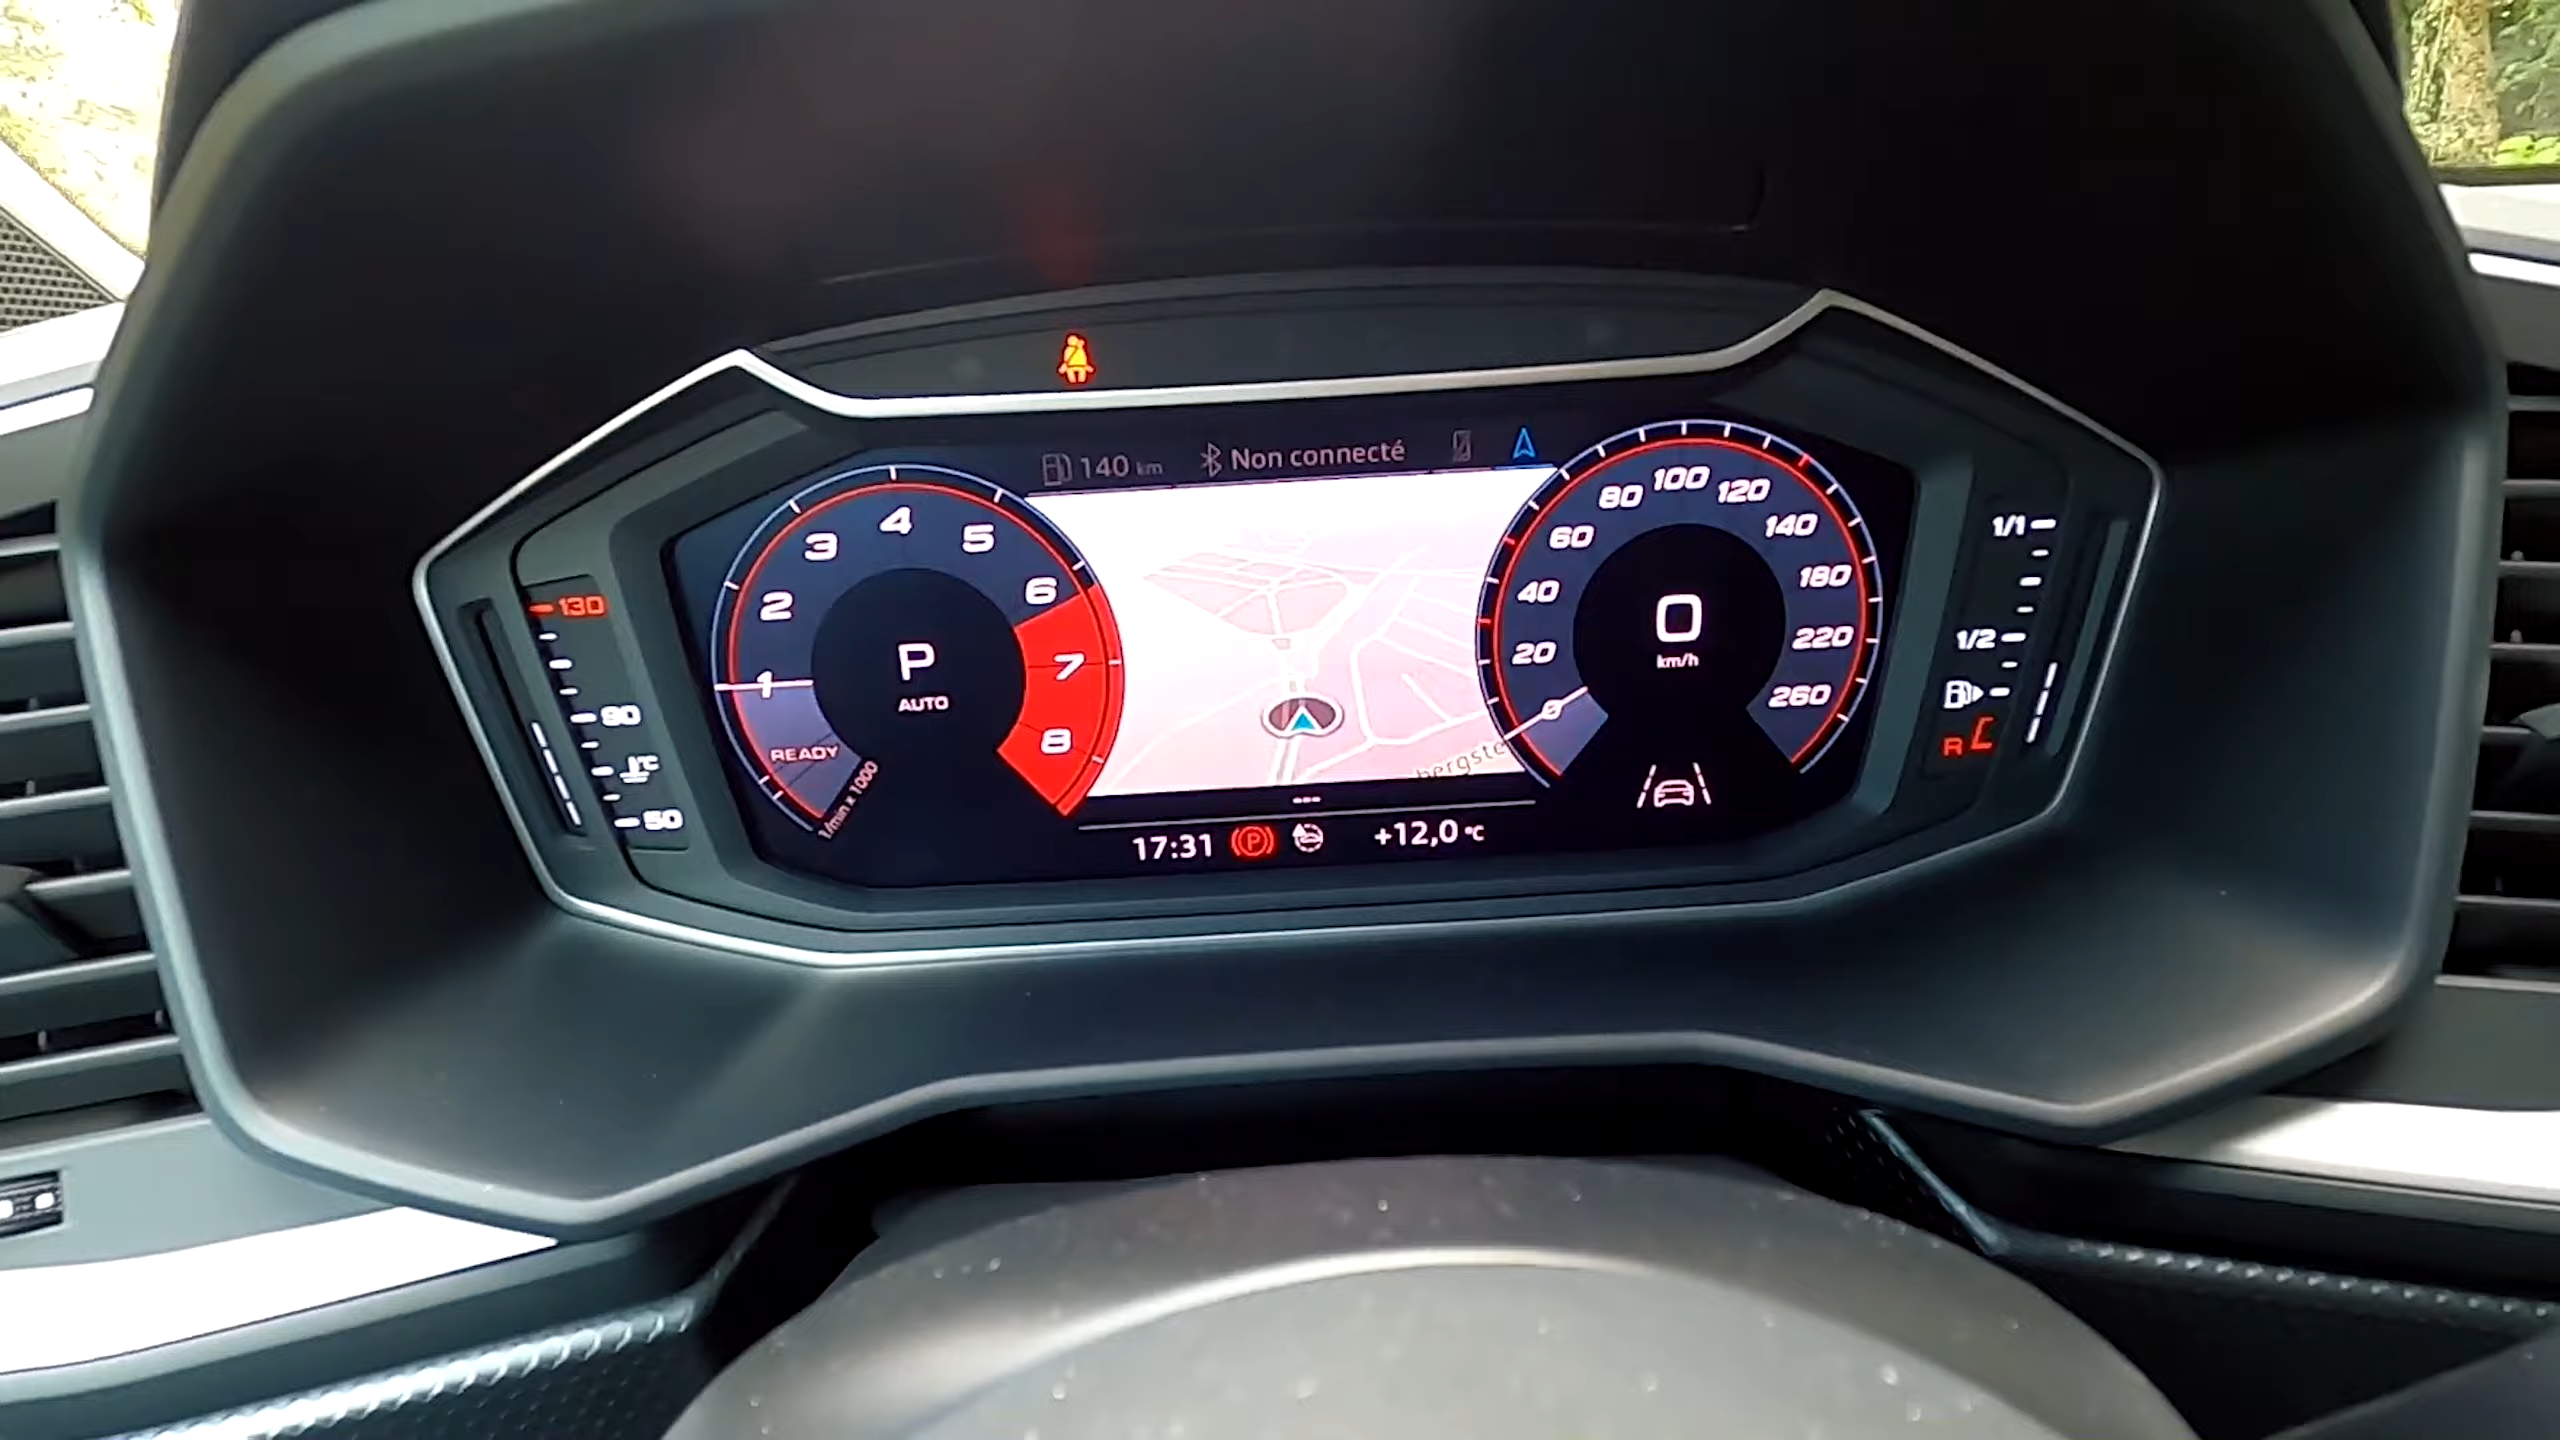 140 km
Non connecté
1
2
3
4
5
6
7
8
P
AUTO
READY
1/min x 1000
130
90
°C
50
0
20
40
60
80
100
120
140
180
220
260
0
km/h
1/1
1/2
R
bergste
17:31
P
+12,0 °C